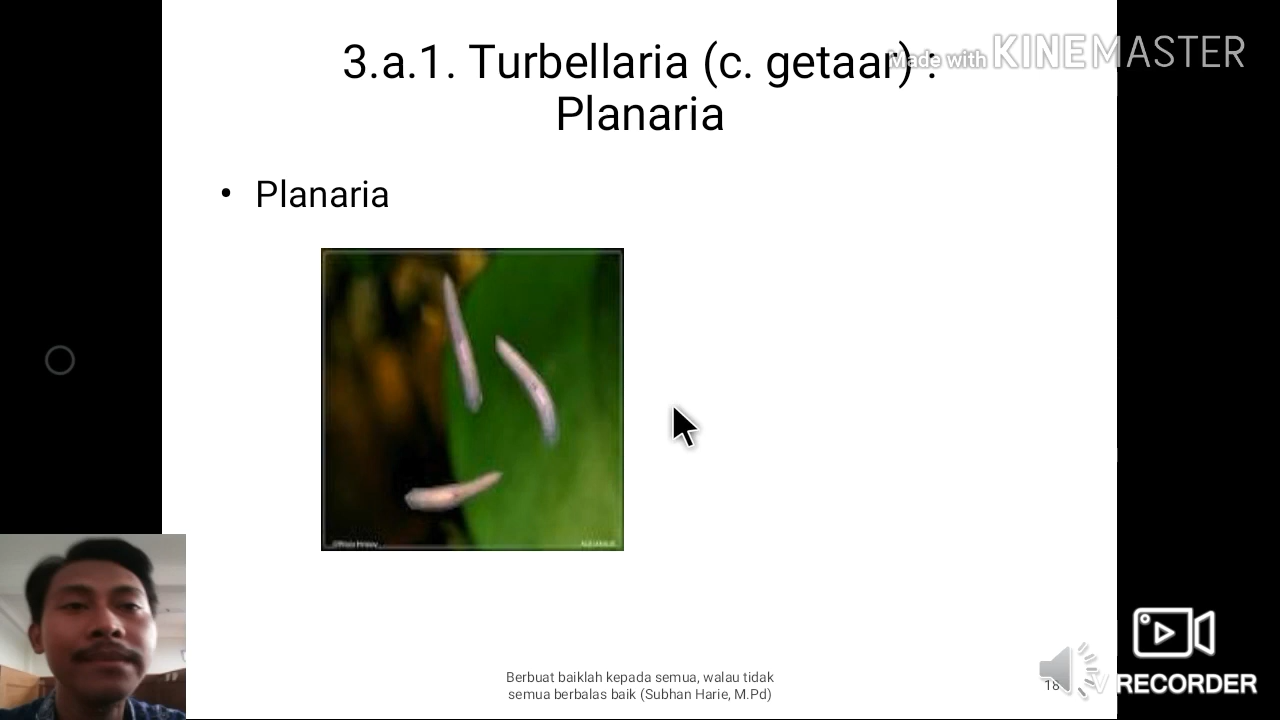 3.a.1. Turbellaria (c. getaar) :
Planaria
Made with KINEMASTER
• Planaria
Berbuat baiklah kepada semua, walau tidak
semua berbalas baik (Subhan Harie, M.Pd)
18
RECORDER